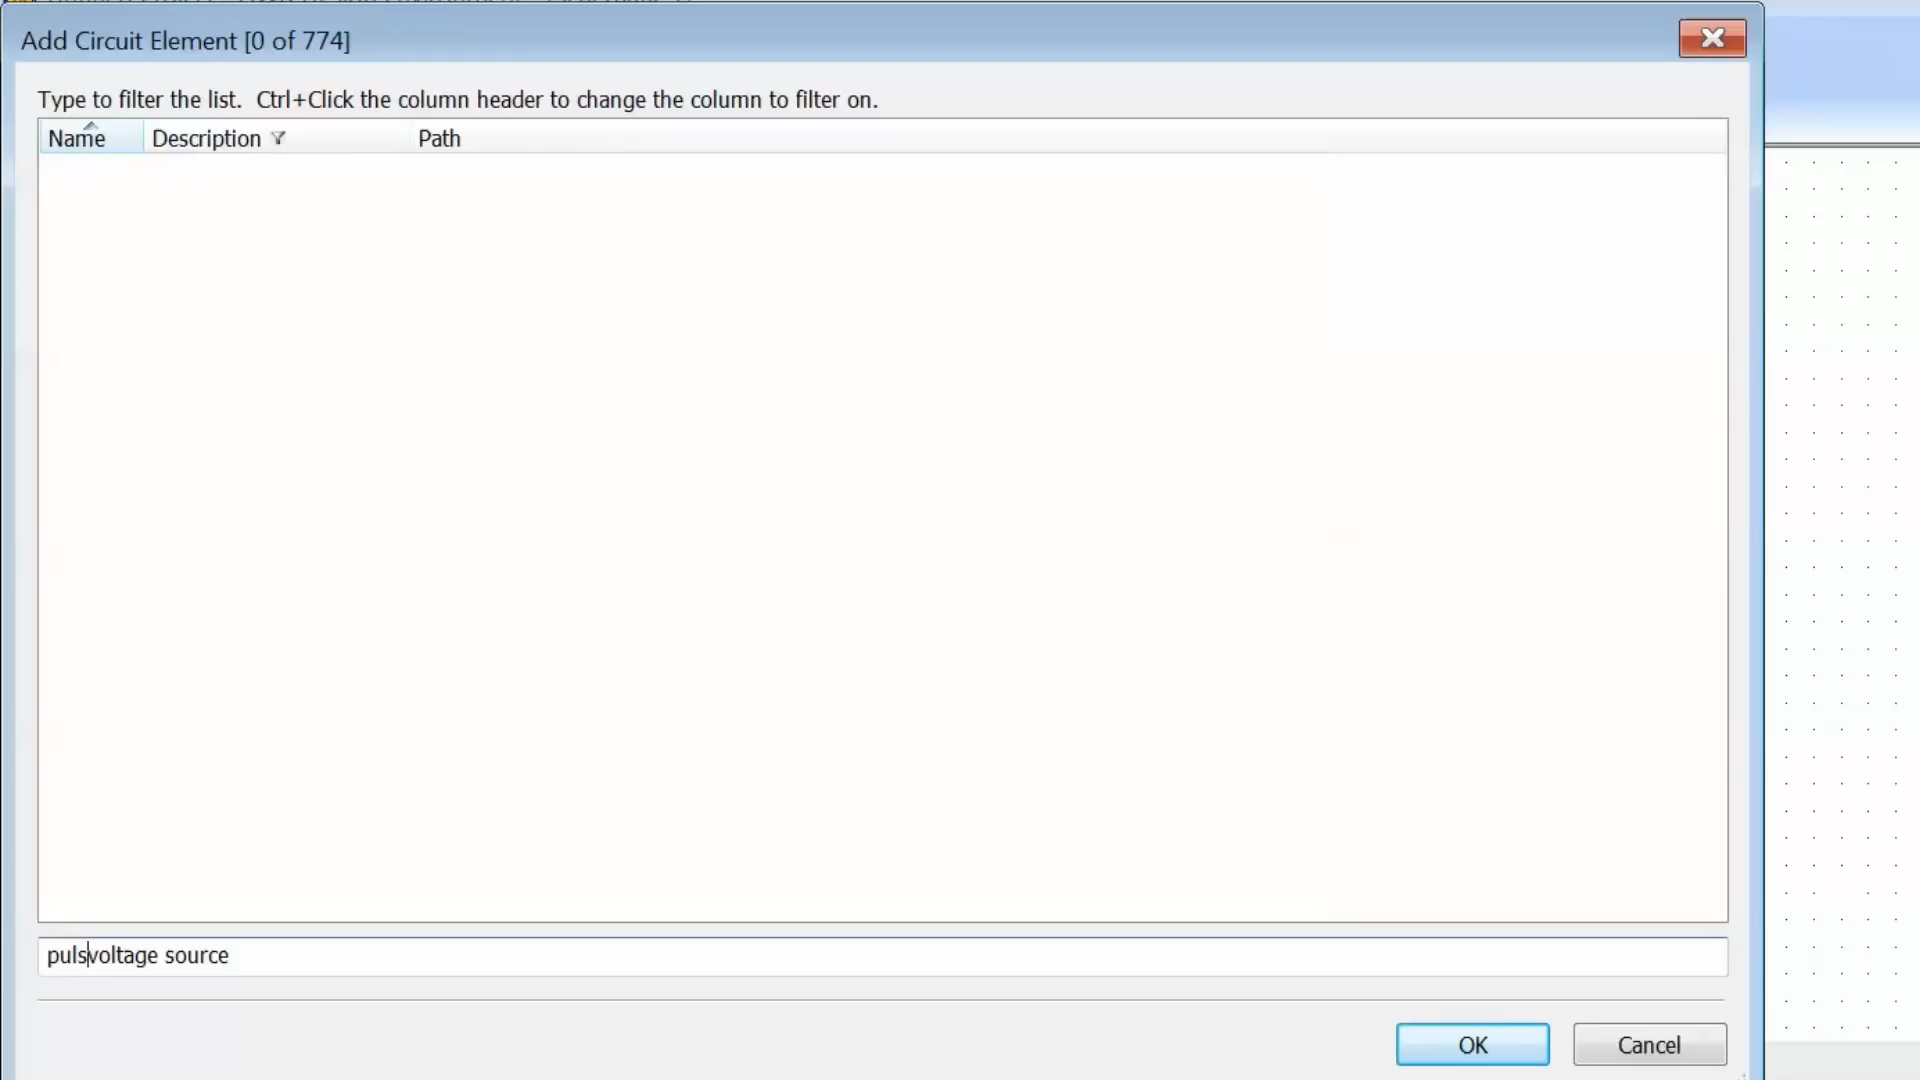 Add Circuit Element [0 of 774]
Type to filter the list. Ctrl+Click the column header to change the column to filter on.
Name Description Path
pulsvoltage source
OK Cancel